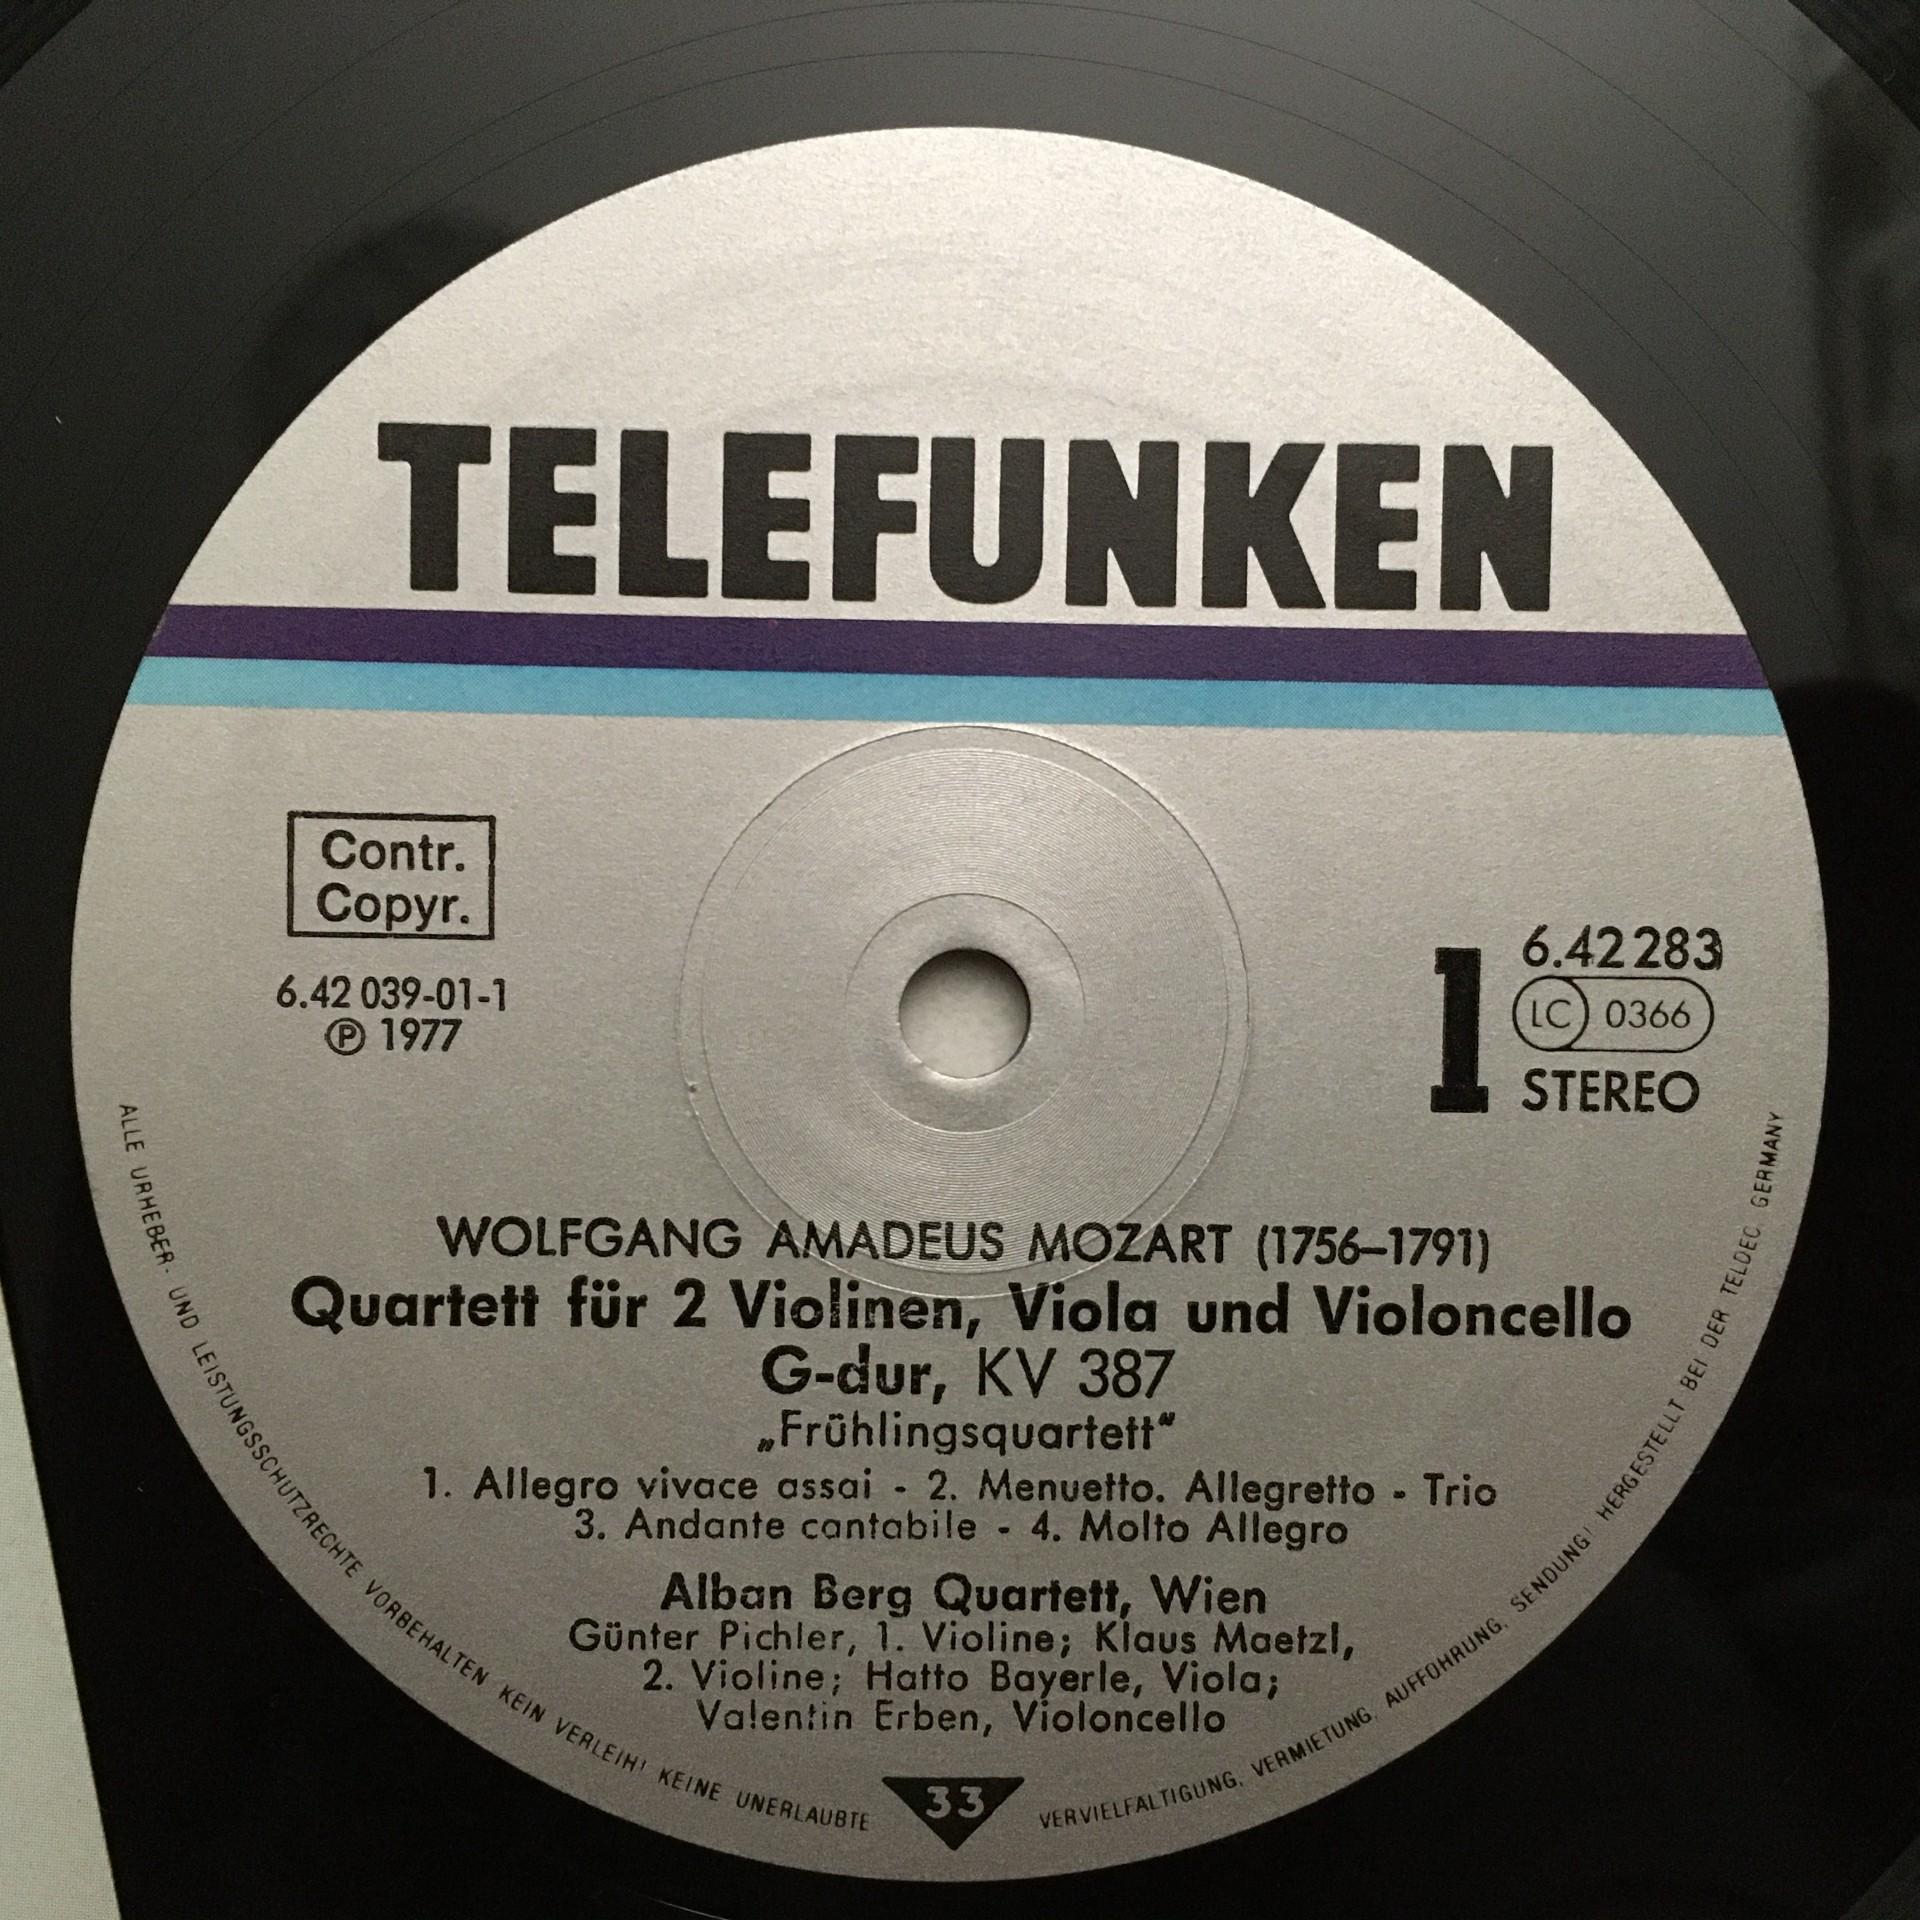 TELEFUNKEN
Contr.
Copyr.
6.42 039-01-1
℗ 1977
1
6.42283
LC 0366
STEREO
WOLFGANG AMADEUS MOZART (1756–1791)
Quartett für 2 Violinen, Viola und Violoncello
G-dur, KV 387
„Frühlingsquartett“
1. Allegro vivace assai - 2. Menuetto. Allegretto - Trio
3. Andante cantabile - 4. Molto Allegro
Alban Berg Quartett, Wien
Günter Pichler, 1. Violine; Klaus Maetzl,
2. Violine; Hatto Bayerle, Viola;
Valentin Erben, Violoncello
33
ALLE URHEBER- UND LEISTUNGSSCHUTZRECHTE VORBEHALTEN KEIN VERLEIH! KEINE UNERLAUBTE VERVIELFÄLTIGUNG, VERMIETUNG, AUFFÜHRUNG, SENDUNG! HERGESTELLT BEI DER TELDEC GERMANY